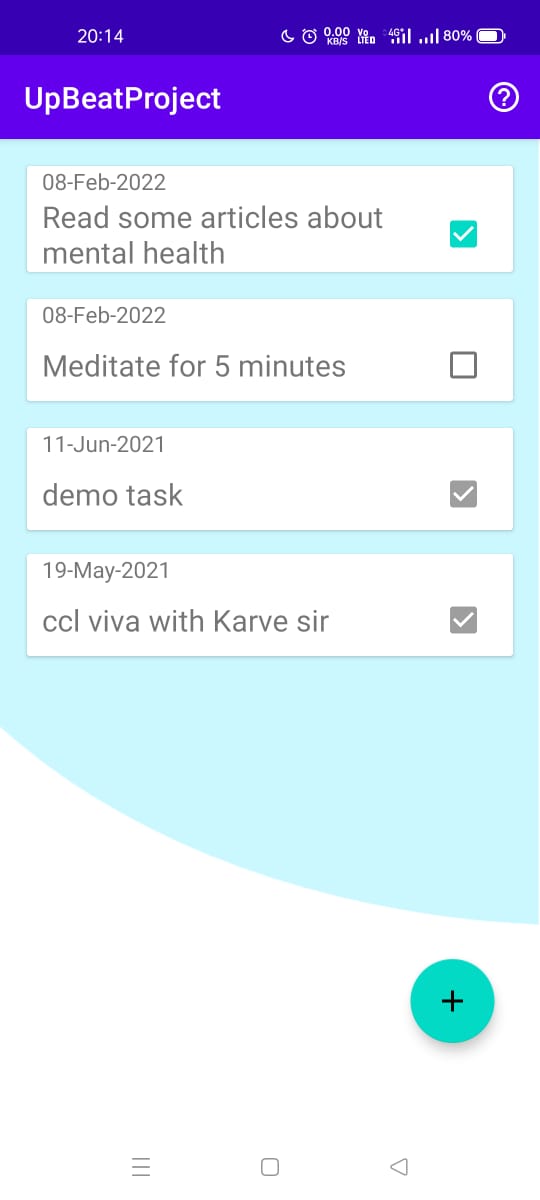 20:14
0.00 KB/S Vo LTED 4G+ 80%
UpBeatProject
08-Feb-2022
Read some articles about
mental health
08-Feb-2022
Meditate for 5 minutes
11-Jun-2021
demo task
19-May-2021
ccl viva with Karve sir